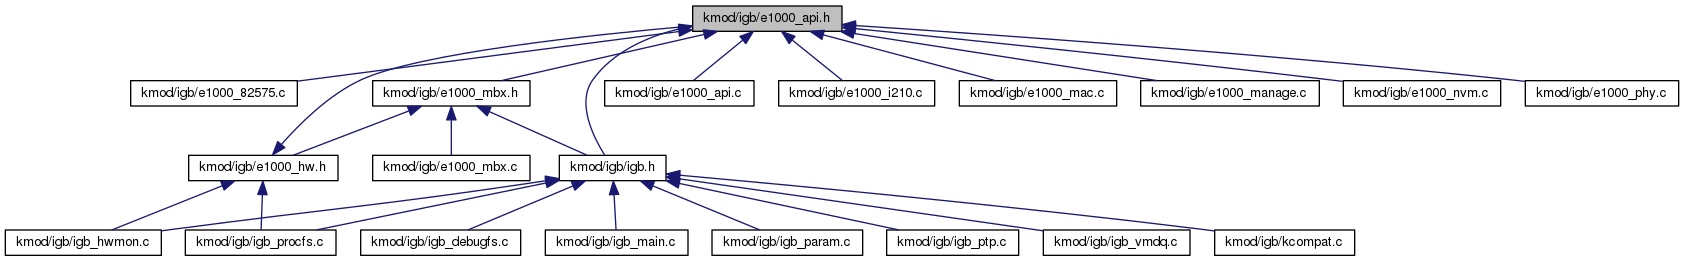 kmod/igb/e1000_api.h
kmod/igb/e1000_82575.c
kmod/igb/e1000_mbx.h
kmod/igb/e1000_api.c
kmod/igb/e1000_i210.c
kmod/igb/e1000_mac.c
kmod/igb/e1000_manage.c
kmod/igb/e1000_nvm.c
kmod/igb/e1000_phy.c
kmod/igb/e1000_hw.h
kmod/igb/e1000_mbx.c
kmod/igb/igb.h
kmod/igb/igb_hwmon.c
kmod/igb/igb_procfs.c
kmod/igb/igb_debugfs.c
kmod/igb/igb_main.c
kmod/igb/igb_param.c
kmod/igb/igb_ptp.c
kmod/igb/igb_vmdq.c
kmod/igb/kcompat.c